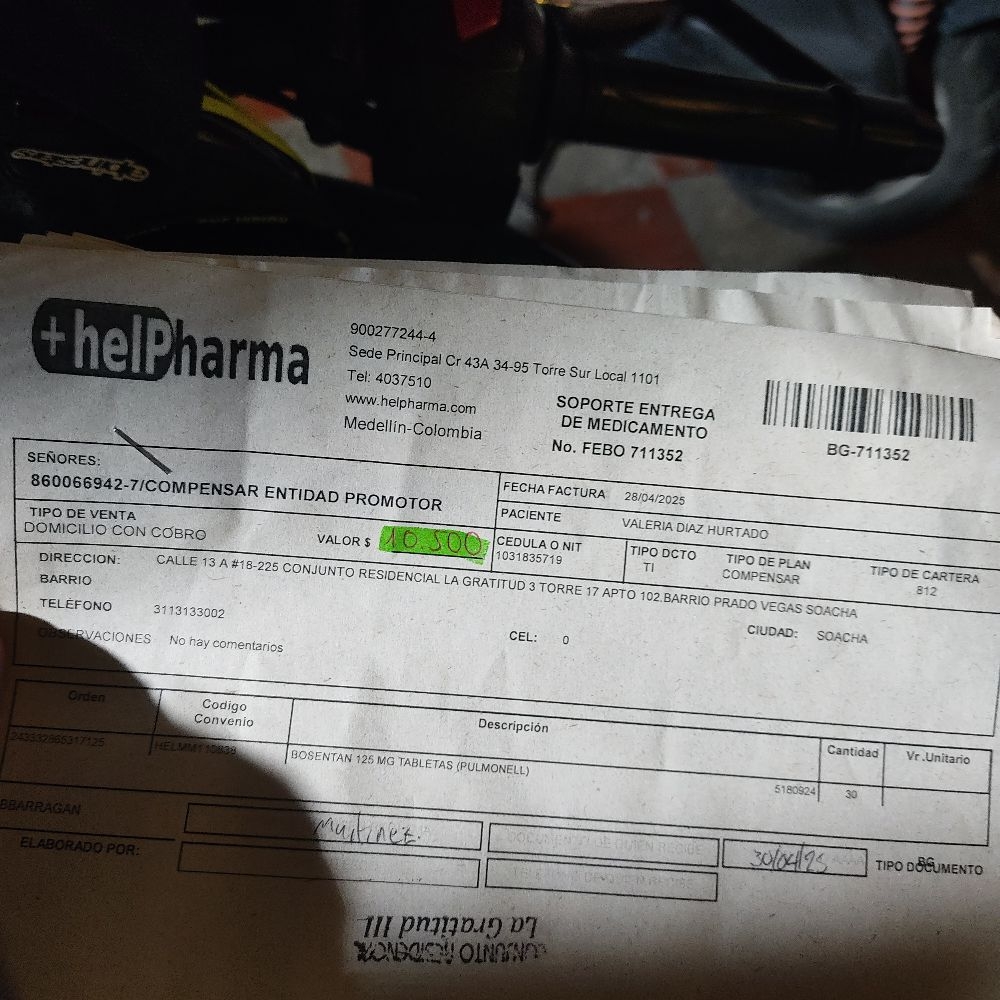 +helPharma
900277244-4
Sede Principal Cr 43A 34-95 Torre Sur Local 1101
Tel: 4037510
www.helpharma.com
Medellín-Colombia
SOPORTE ENTREGA
DE MEDICAMENTO
No. FEBO 711352
BG-711352
SEÑORES:
860066942-7/COMPENSAR ENTIDAD PROMOTOR
FECHA FACTURA 28/04/2025
PACIENTE VALERIA DIAZ HURTADO
TIPO DE VENTA
DOMICILIO CON COBRO
VALOR $ 10.500
CEDULA O NIT
1031835719
TIPO DCTO
TI
TIPO DE PLAN
COMPENSAR
TIPO DE CARTERA
812
DIRECCION: CALLE 13 A #18-225 CONJUNTO RESIDENCIAL LA GRATITUD 3 TORRE 17 APTO 102.BARRIO PRADO VEGAS SOACHA
BARRIO
TELÉFONO 3113133002
CEL: 0
CIUDAD: SOACHA
OBSERVACIONES No hay comentarios
Orden
Codigo
Convenio
Descripción
Cantidad
Vr.Unitario
BOSENTAN 125 MG TABLETAS (PULMONELL)
5180924
30
BBARRAGAN
Martinez.
DOCUMENTO DE QUIEN RECIBE
30/04/25
TIPO DOCUMENTO
BG
ELABORADO POR:
CONJUNTO RESIDENCIAL
La Gratitud III